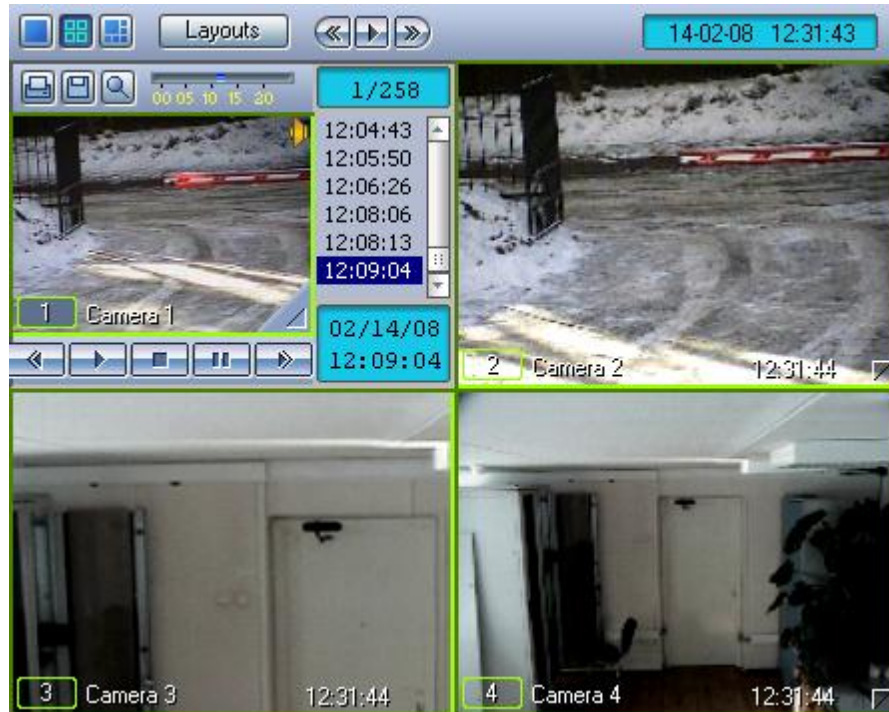 Layouts
14-02-08 12:31:43
00 05 10 15 20
1/258
12:04:43
12:05:50
12:06:26
12:08:06
12:08:13
12:09:04
1 Camera 1
02/14/08
12:09:04
2 Camera 2 12:31:44
3 Camera 3 12:31:44
4 Camera 4 12:31:44